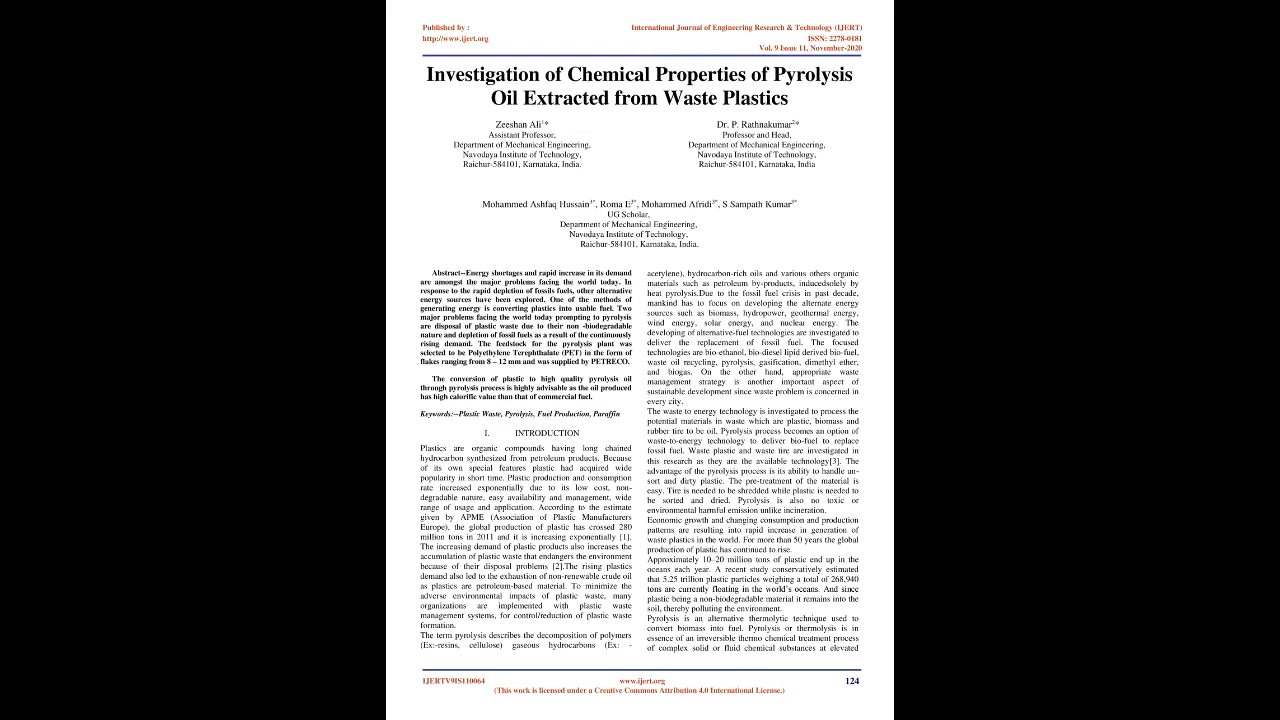 Published by :
http://www.ijert.org
International Journal of Engineering Research & Technology (IJERT)
ISSN: 2278-0181
Vol. 9 Issue 11, November-2020
Investigation of Chemical Properties of Pyrolysis
Oil Extracted from Waste Plastics
Zeeshan Ali1*
Assistant Professor,
Department of Mechanical Engineering,
Navodaya Institute of Technology,
Raichur-584101, Karnataka, India.
Dr. P. Rathnakumar2*
Professor and Head,
Department of Mechanical Engineering,
Navodaya Institute of Technology,
Raichur-584101, Karnataka, India
Mohammed Ashfaq Hussain3*, Roma E3*, Mohammed Afridi3*, S Sampath Kumar3*
UG Scholar,
Department of Mechanical Engineering,
Navodaya Institute of Technology,
Raichur-584101, Karnataka, India.
Abstract--Energy shortages and rapid increase in its demand
are amongst the major problems facing the world today. In
response to the rapid depletion of fossils fuels, other alternative
energy sources have been explored. One of the methods of
generating energy is converting plastics into usable fuel. Two
major problems facing the world today prompting to pyrolysis
are disposal of plastic waste due to their non -biodegradable
nature and depletion of fossil fuels as a result of the continuously
rising demand. The feedstock for the pyrolysis plant was
selected to be Polyethylene Terephthalate (PET) in the form of
flakes ranging from 8 – 12 mm and was supplied by PETRECO.
The conversion of plastic to high quality pyrolysis oil
through pyrolysis process is highly advisable as the oil produced
has high calorific value than that of commercial fuel.
Keywords:--Plastic Waste, Pyrolysis, Fuel Production, Paraffin
I. INTRODUCTION
Plastics are organic compounds having long chained
hydrocarbon synthesized from petroleum products. Because
of its own special features plastic had acquired wide
popularity in short time. Plastic production and consumption
rate increased exponentially due to its low cost, non-
degradable nature, easy availability and management, wide
range of usage and application. According to the estimate
given by APME (Association of Plastic Manufacturers
Europe), the global production of plastic has crossed 280
million tons in 2011 and it is increasing exponentially [1].
The increasing demand of plastic products also increases the
accumulation of plastic waste that endangers the environment
because of their disposal problems [2].The rising plastics
demand also led to the exhaustion of non-renewable crude oil
as plastics are petroleum-based material. To minimize the
adverse environmental impacts of plastic waste, many
organizations are implemented with plastic waste
management systems, for control/reduction of plastic waste
formation.
The term pyrolysis describes the decomposition of polymers
(Ex:-resins, cellulose) gaseous hydrocarbons (Ex: -
acetylene), hydrocarbon-rich oils and various others organic
materials such as petroleum by-products, inducedsolely by
heat pyrolysis.Due to the fossil fuel crisis in past decade,
mankind has to focus on developing the alternate energy
sources such as biomass, hydropower, geothermal energy,
wind energy, solar energy, and nuclear energy. The
developing of alternative-fuel technologies are investigated to
deliver the replacement of fossil fuel. The focused
technologies are bio-ethanol, bio-diesel lipid derived bio-fuel,
waste oil recycling, pyrolysis, gasification, dimethyl ether,
and biogas. On the other hand, appropriate waste
management strategy is another important aspect of
sustainable development since waste problem is concerned in
every city.
The waste to energy technology is investigated to process the
potential materials in waste which are plastic, biomass and
rubber tire to be oil. Pyrolysis process becomes an option of
waste-to-energy technology to deliver bio-fuel to replace
fossil fuel. Waste plastic and waste tire are investigated in
this research as they are the available technology[3]. The
advantage of the pyrolysis process is its ability to handle un-
sort and dirty plastic. The pre-treatment of the material is
easy. Tire is needed to be shredded while plastic is needed to
be sorted and dried. Pyrolysis is also no toxic or
environmental harmful emission unlike incineration.
Economic growth and changing consumption and production
patterns are resulting into rapid increase in generation of
waste plastics in the world. For more than 50 years the global
production of plastic has continued to rise.
Approximately 10–20 million tons of plastic end up in the
oceans each year. A recent study conservatively estimated
that 5.25 trillion plastic particles weighing a total of 268,940
tons are currently floating in the world's oceans. And since
plastic being a non-biodegradable material it remains into the
soil, thereby polluting the environment.
Pyrolysis is an alternative thermolytic technique used to
convert biomass into fuel. Pyrolysis or thermolysis is in
essence of an irreversible thermo chemical treatment process
of complex solid or fluid chemical substances at elevated
IJERTV9IS110064
www.ijert.org
124
(This work is licensed under a Creative Commons Attribution 4.0 International License.)